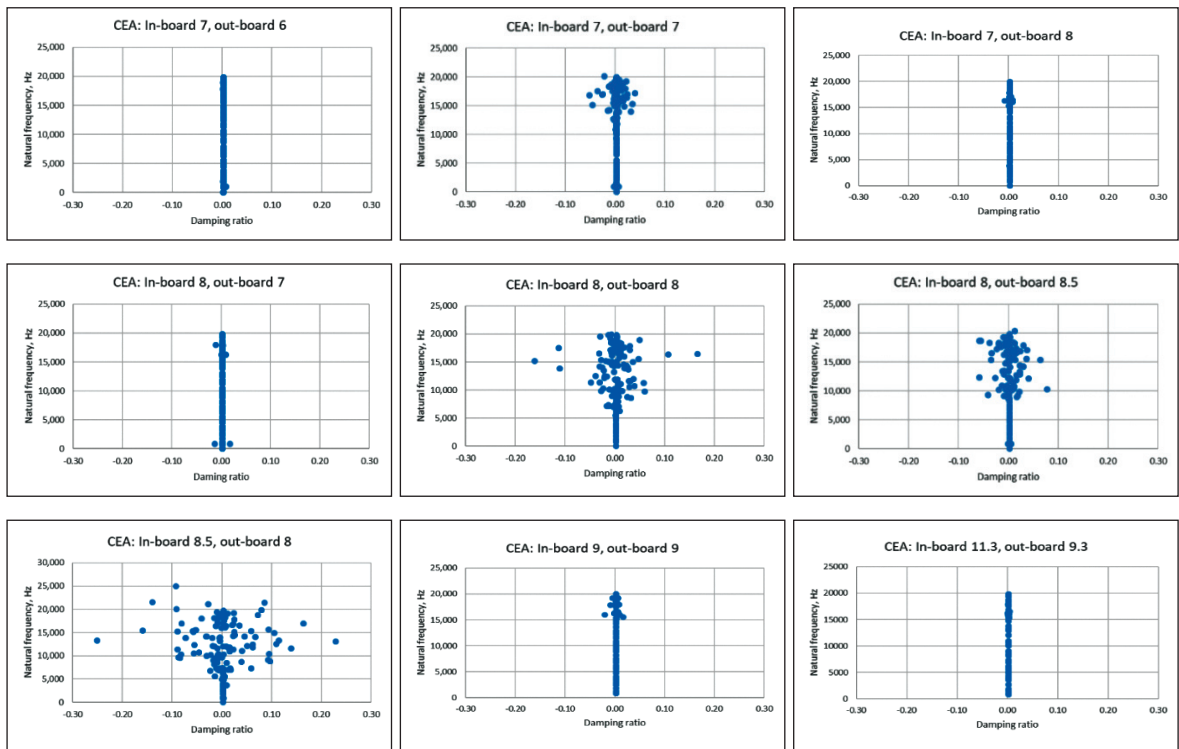 CEA: In-board 7, out-board 6
25,000
20,000
15,000
10,000
5,000
0
Natural frequency, Hz
-0.30 -0.20 -0.10 0.00 0.10 0.20 0.30
Damping ratio
CEA: In-board 7, out-board 7
25,000
20,000
15,000
10,000
5,000
0
Natural frequency, Hz
-0.30 -0.20 -0.10 0.00 0.10 0.20 0.30
Damping ratio
CEA: In-board 7, out-board 8
25,000
20,000
15,000
10,000
5,000
0
Natural frequency, Hz
-0.30 -0.20 -0.10 0.00 0.10 0.20 0.30
Damping ratio
CEA: In-board 8, out-board 7
25,000
20,000
15,000
10,000
5,000
0
Natural frequency, Hz
-0.30 -0.20 -0.10 0.00 0.10 0.20 0.30
Daming ratio
CEA: In-board 8, out-board 8
25,000
20,000
15,000
10,000
5,000
0
Natural frequency, Hz
-0.30 -0.20 -0.10 0.00 0.10 0.20 0.30
Damping ratio
CEA: In-board 8, out-board 8.5
25,000
20,000
15,000
10,000
5,000
0
Natural frequency, Hz
-0.30 -0.20 -0.10 0.00 0.10 0.20 0.30
Damping ratio
CEA: In-board 8.5, out-board 8
30,000
25,000
20,000
15,000
10,000
5,000
0
Natural frequency, Hz
-0.30 -0.20 -0.10 0.00 0.10 0.20 0.30
Damping ratio
CEA: In-board 9, out-board 9
25,000
20,000
15,000
10,000
5,000
0
Natural frequency, Hz
-0.30 -0.20 -0.10 0.00 0.10 0.20 0.30
Damping ratio
CEA: In-board 11.3, out-board 9.3
25000
20000
15000
10000
5000
0
Natural frequency, Hz
-0.30 -0.20 -0.10 0.00 0.10 0.20 0.30
Damping ratio